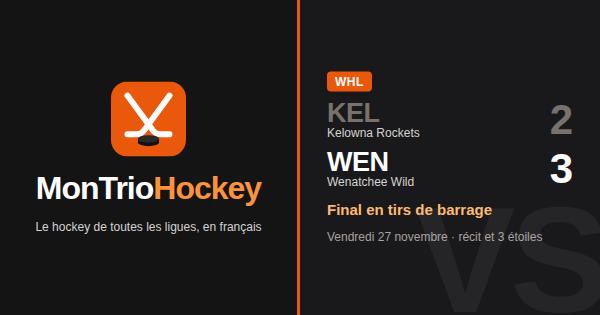 MonTrioHockey
Le hockey de toutes les ligues, en français
WHL
KEL 2
Kelowna Rockets
WEN 3
Wenatchee Wild
Final en tirs de barrage
Vendredi 27 novembre · récit et 3 étoiles
VS